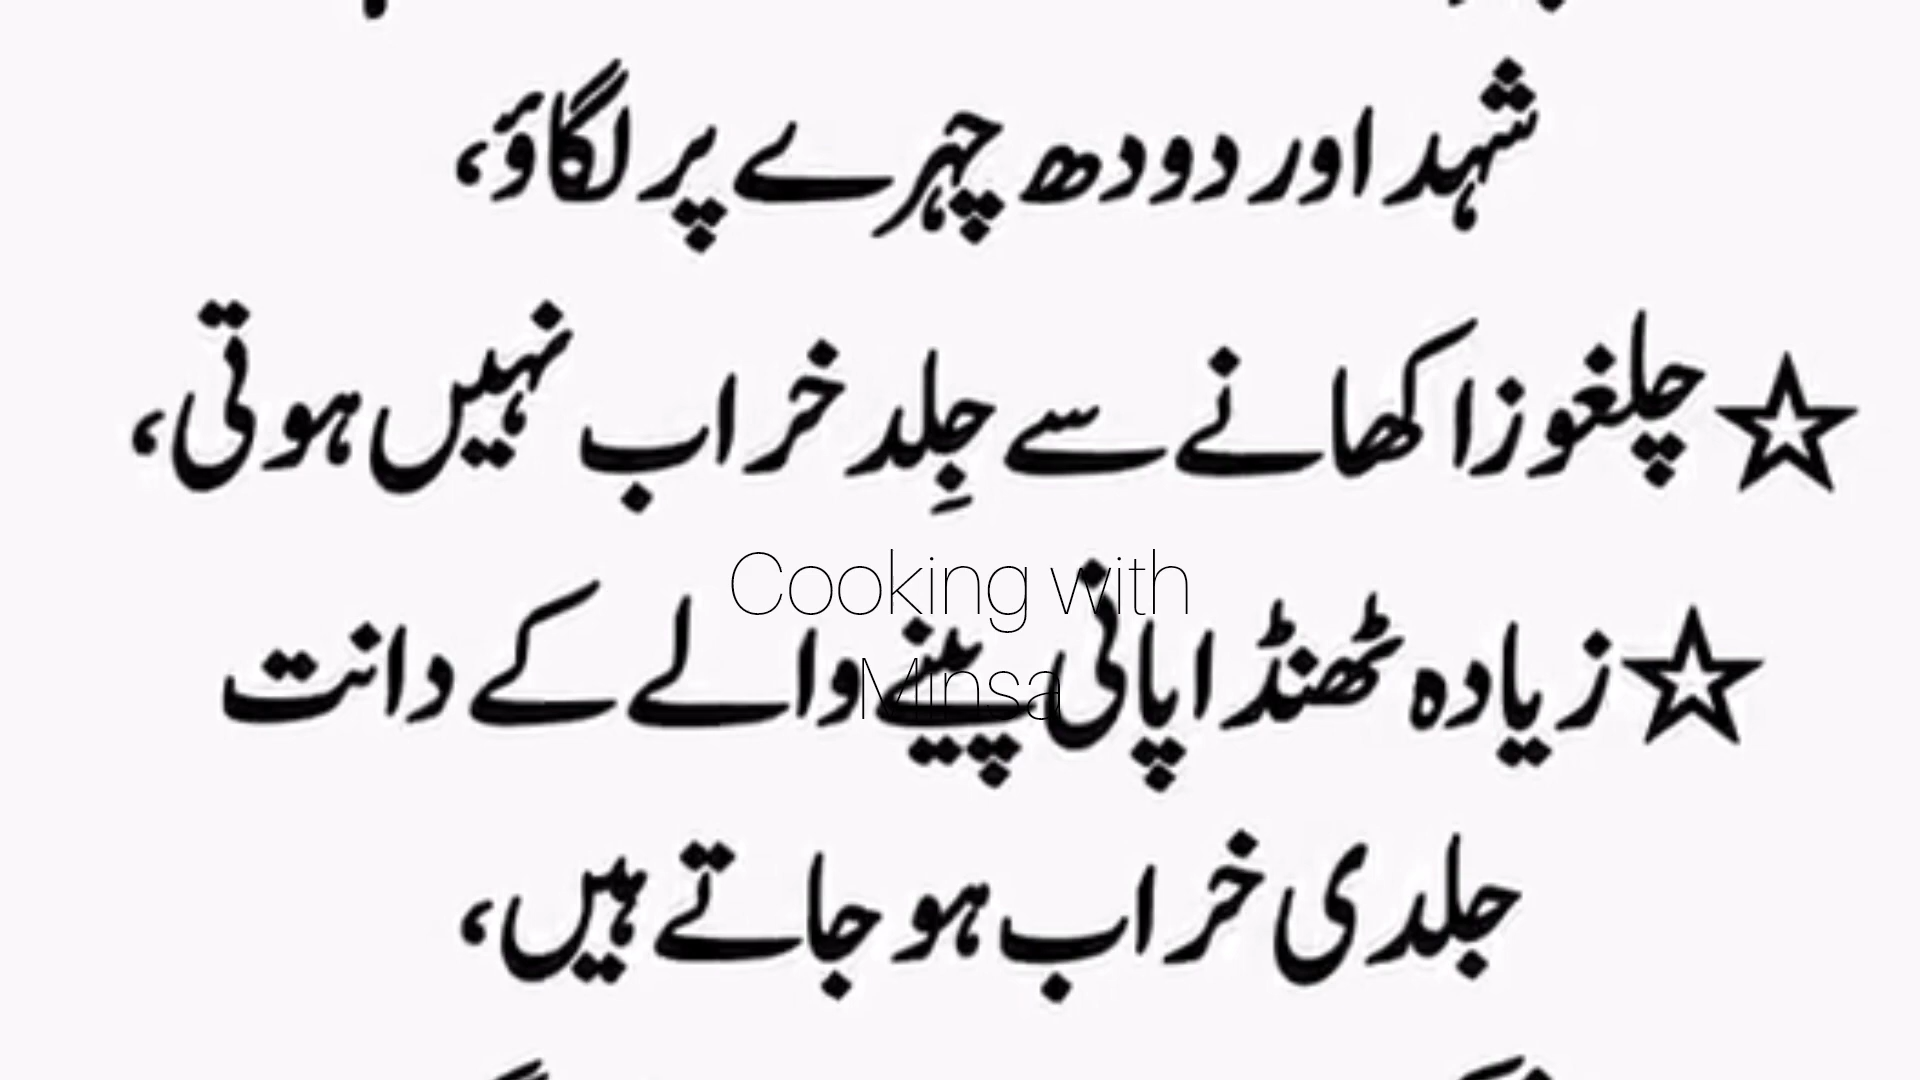 شہد اور دودھ چہرے پر لگاؤ،
☆ چلغوزا کھانے سے جِلد خراب نہیں ہوتی،
Cooking with
☆ زیادہ ٹھنڈا پانی پینے والے کے دانت
Minsa
جلدی خراب ہو جاتے ہیں،